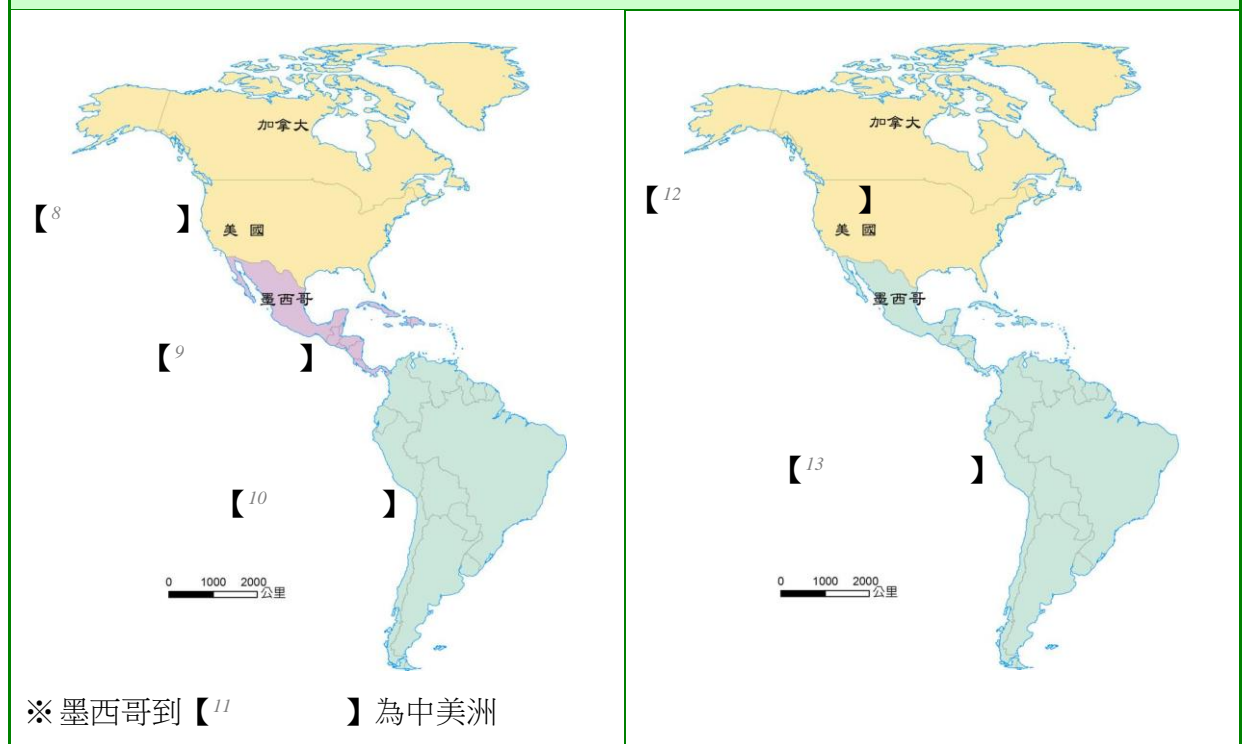 加拿大
【8 】
美 國
墨西哥
【9 】
【10 】
0 1000 2000
公里
※墨西哥到【11 】為中美洲
加拿大
【12 】
美 國
墨西哥
【13 】
0 1000 2000
公里